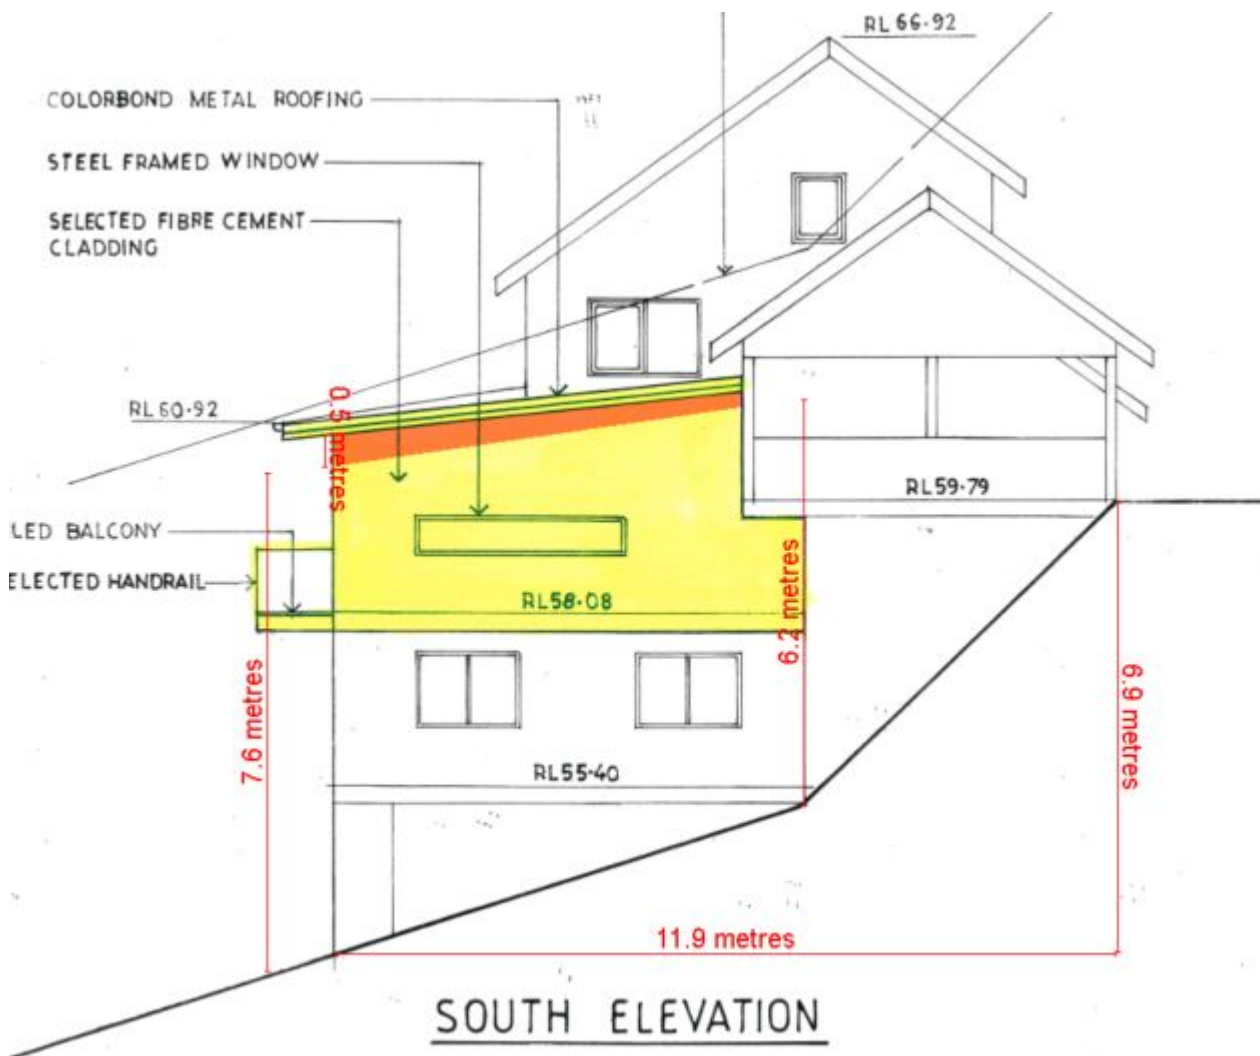 RL 66·92
COLORBOND METAL ROOFING
STEEL FRAMED WINDOW
SELECTED FIBRE CEMENT
CLADDING
RL 60·92
0.5 metres
RL59·79
LED BALCONY
ELECTED HANDRAIL
RL58·08
6.2 metres
7.6 metres
6.9 metres
RL55·40
11.9 metres
SOUTH ELEVATION